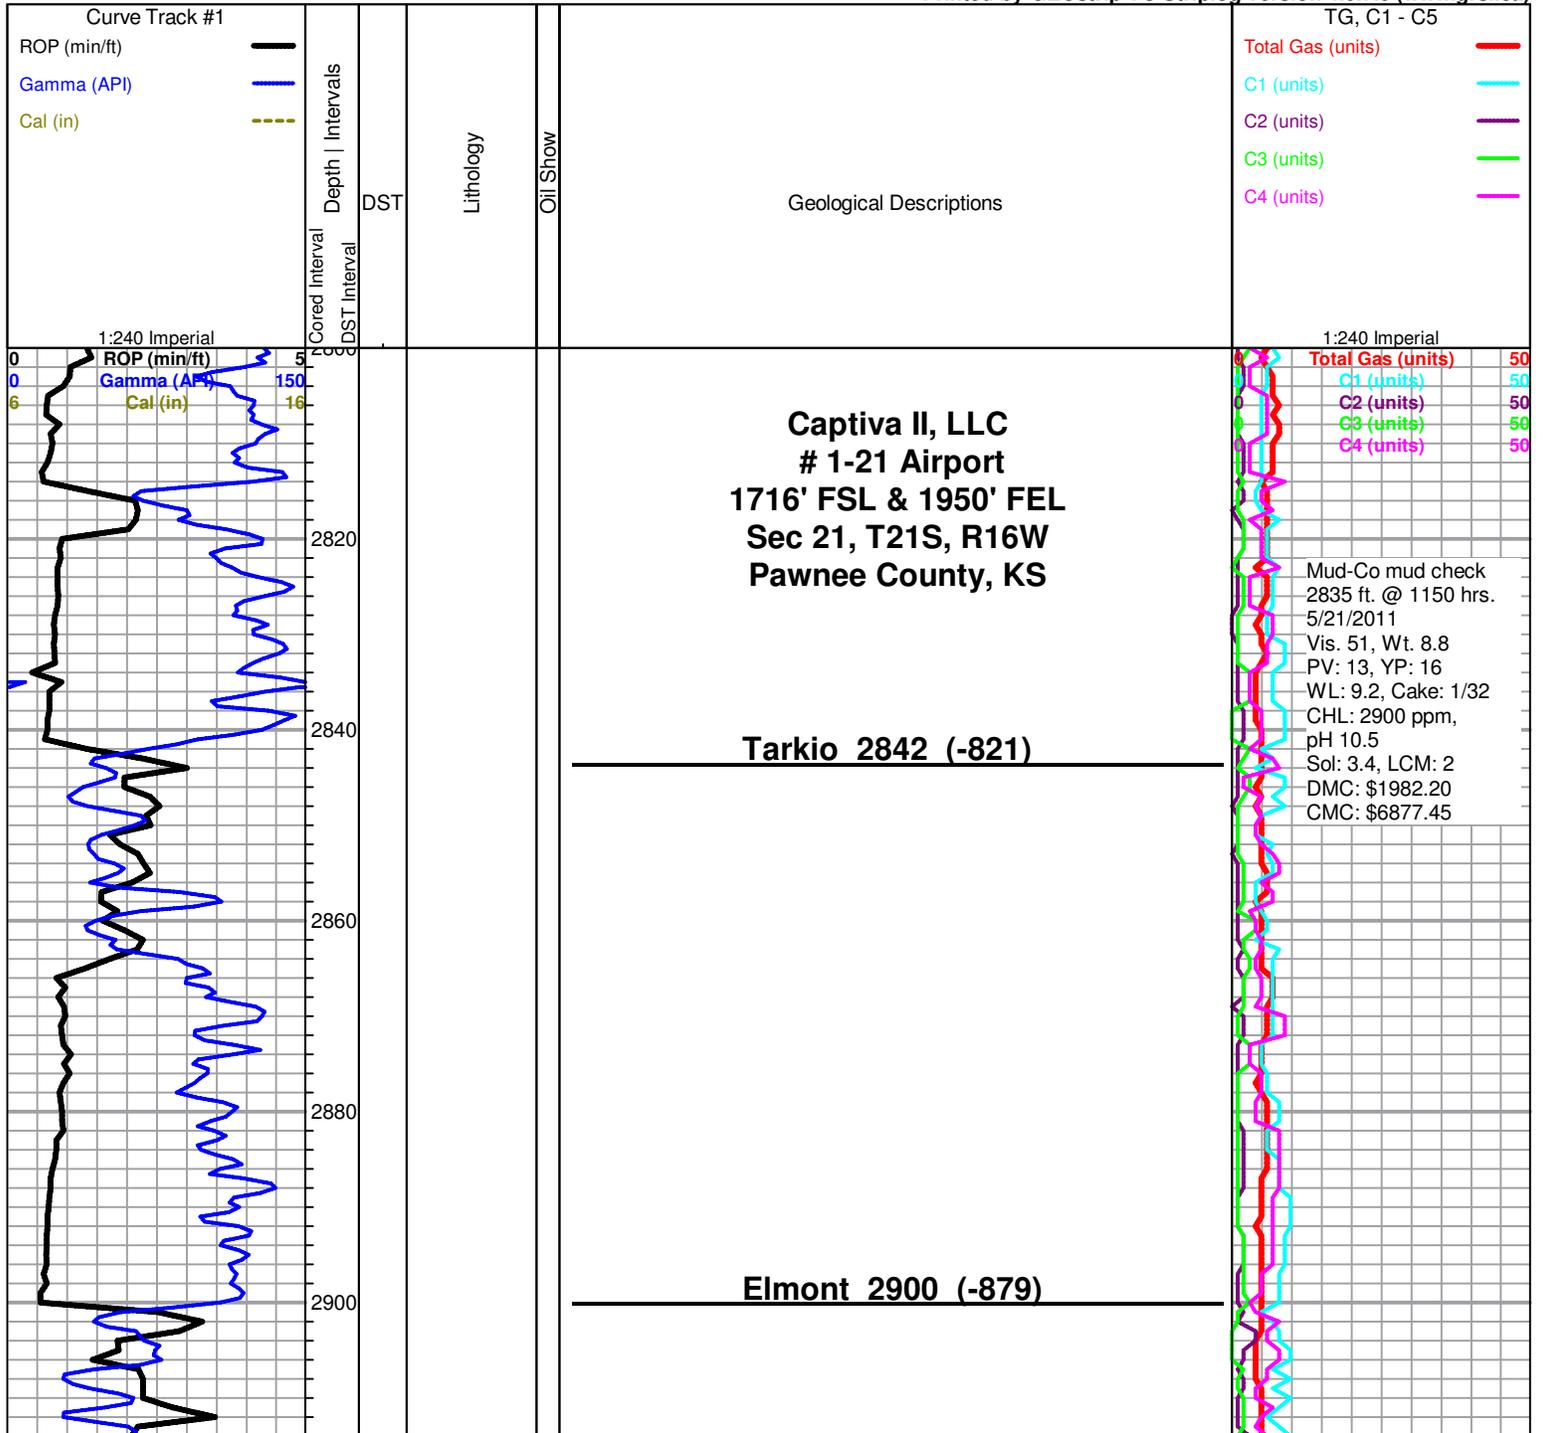 Curve Track #1
ROP (min/ft)
Gamma (API)
Cal (in)
1:240 Imperial
Depth | Intervals
Cored Interval
DST Interval
DST
Lithology
Oil Show
Geological Descriptions
TG, C1 - C5
Total Gas (units)
C1 (units)
C2 (units)
C3 (units)
C4 (units)
1:240 Imperial
0 ROP (min/ft) 5
0 Gamma (API) 150
6 Cal (in) 16
0 Total Gas (units) 50
0 C1 (units) 50
0 C2 (units) 50
0 C3 (units) 50
0 C4 (units) 50
2800
Captiva II, LLC
# 1-21 Airport
1716' FSL & 1950' FEL
Sec 21, T21S, R16W
Pawnee County, KS
2820
Mud-Co mud check
2835 ft. @ 1150 hrs.
5/21/2011
Vis. 51, Wt. 8.8
PV: 13, YP: 16
WL: 9.2, Cake: 1/32
CHL: 2900 ppm,
pH 10.5
Sol: 3.4, LCM: 2
DMC: $1982.20
CMC: $6877.45
2840
Tarkio 2842 (-821)
2860
2880
Elmont 2900 (-879)
2900